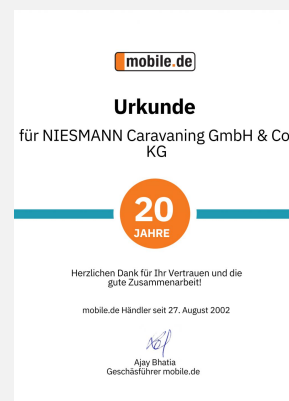 mobile.de
Urkunde
für NIESMANN Caravaning GmbH & Co
KG
20
JAHRE
Herzlichen Dank für Ihr Vertrauen und die
gute Zusammenarbeit!
mobile.de Händler seit 27. August 2002
Ajay Bhatia
Geschäsführer mobile.de